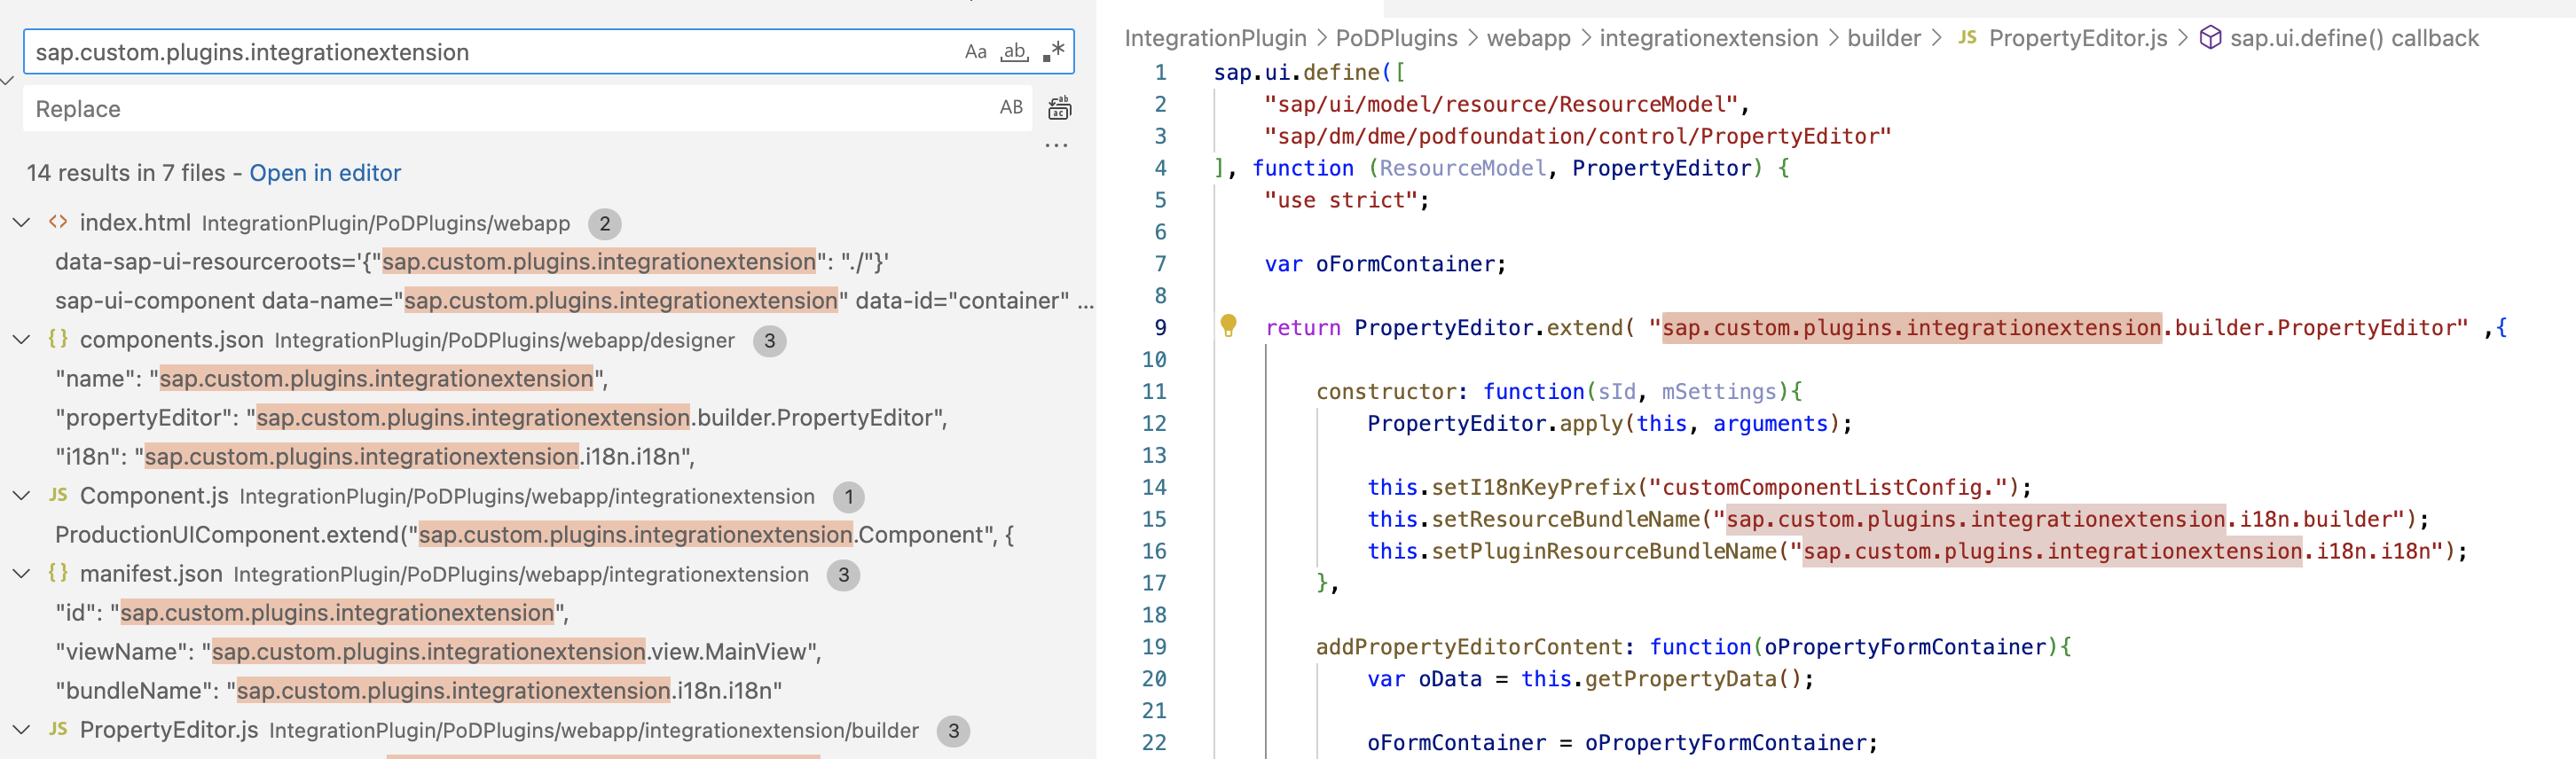 sap.custom.plugins.integrationextension Aa ab .*
Replace AB
...
14 results in 7 files - Open in editor
<> index.html IntegrationPlugin/PoDPlugins/webapp 2
data-sap-ui-resourceroots='{"sap.custom.plugins.integrationextension": "./"}'
sap-ui-component data-name="sap.custom.plugins.integrationextension" data-id="container" ...
{} components.json IntegrationPlugin/PoDPlugins/webapp/designer 3
"name": "sap.custom.plugins.integrationextension",
"propertyEditor": "sap.custom.plugins.integrationextension.builder.PropertyEditor",
"i18n": "sap.custom.plugins.integrationextension.i18n.i18n",
JS Component.js IntegrationPlugin/PoDPlugins/webapp/integrationextension 1
ProductionUIComponent.extend("sap.custom.plugins.integrationextension.Component", {
{} manifest.json IntegrationPlugin/PoDPlugins/webapp/integrationextension 3
"id": "sap.custom.plugins.integrationextension",
"viewName": "sap.custom.plugins.integrationextension.view.MainView",
"bundleName": "sap.custom.plugins.integrationextension.i18n.i18n"
JS PropertyEditor.js IntegrationPlugin/PoDPlugins/webapp/integrationextension/builder 3
IntegrationPlugin > PoDPlugins > webapp > integrationextension > builder > JS PropertyEditor.js > sap.ui.define() callback
1 sap.ui.define([
2 "sap/ui/model/resource/ResourceModel",
3 "sap/dm/dme/podfoundation/control/PropertyEditor"
4 ], function (ResourceModel, PropertyEditor) {
5 "use strict";
6
7 var oFormContainer;
8
9 return PropertyEditor.extend( "sap.custom.plugins.integrationextension.builder.PropertyEditor" ,{
10
11 constructor: function(sId, mSettings){
12 PropertyEditor.apply(this, arguments);
13
14 this.setI18nKeyPrefix("customComponentListConfig.");
15 this.setResourceBundleName("sap.custom.plugins.integrationextension.i18n.builder");
16 this.setPluginResourceBundleName("sap.custom.plugins.integrationextension.i18n.i18n");
17 },
18
19 addPropertyEditorContent: function(oPropertyFormContainer){
20 var oData = this.getPropertyData();
21
22 oFormContainer = oPropertyFormContainer;